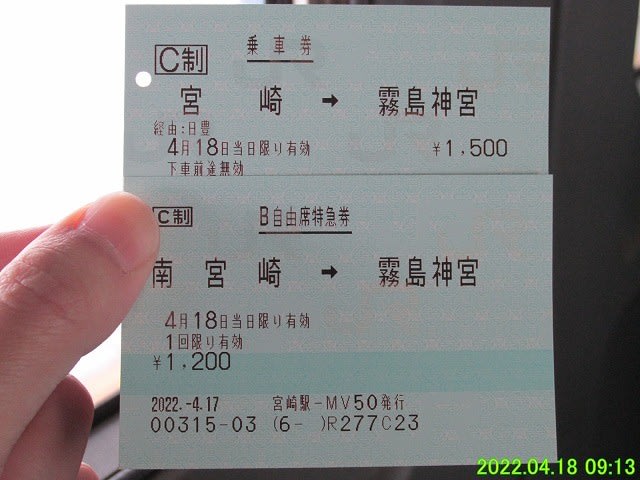 C制 乗車券
宮崎 → 霧島神宮
経由:日豊
4月18日当日限り有効 ¥1,500
下車前途無効
C制 B自由席特急券
南宮崎 → 霧島神宮
4月18日当日限り有効
1回限り有効
¥1,200
2022.-4.17 宮崎駅-MV50発行
00315-03 (6- )R277C23
2022.04.18 09:13